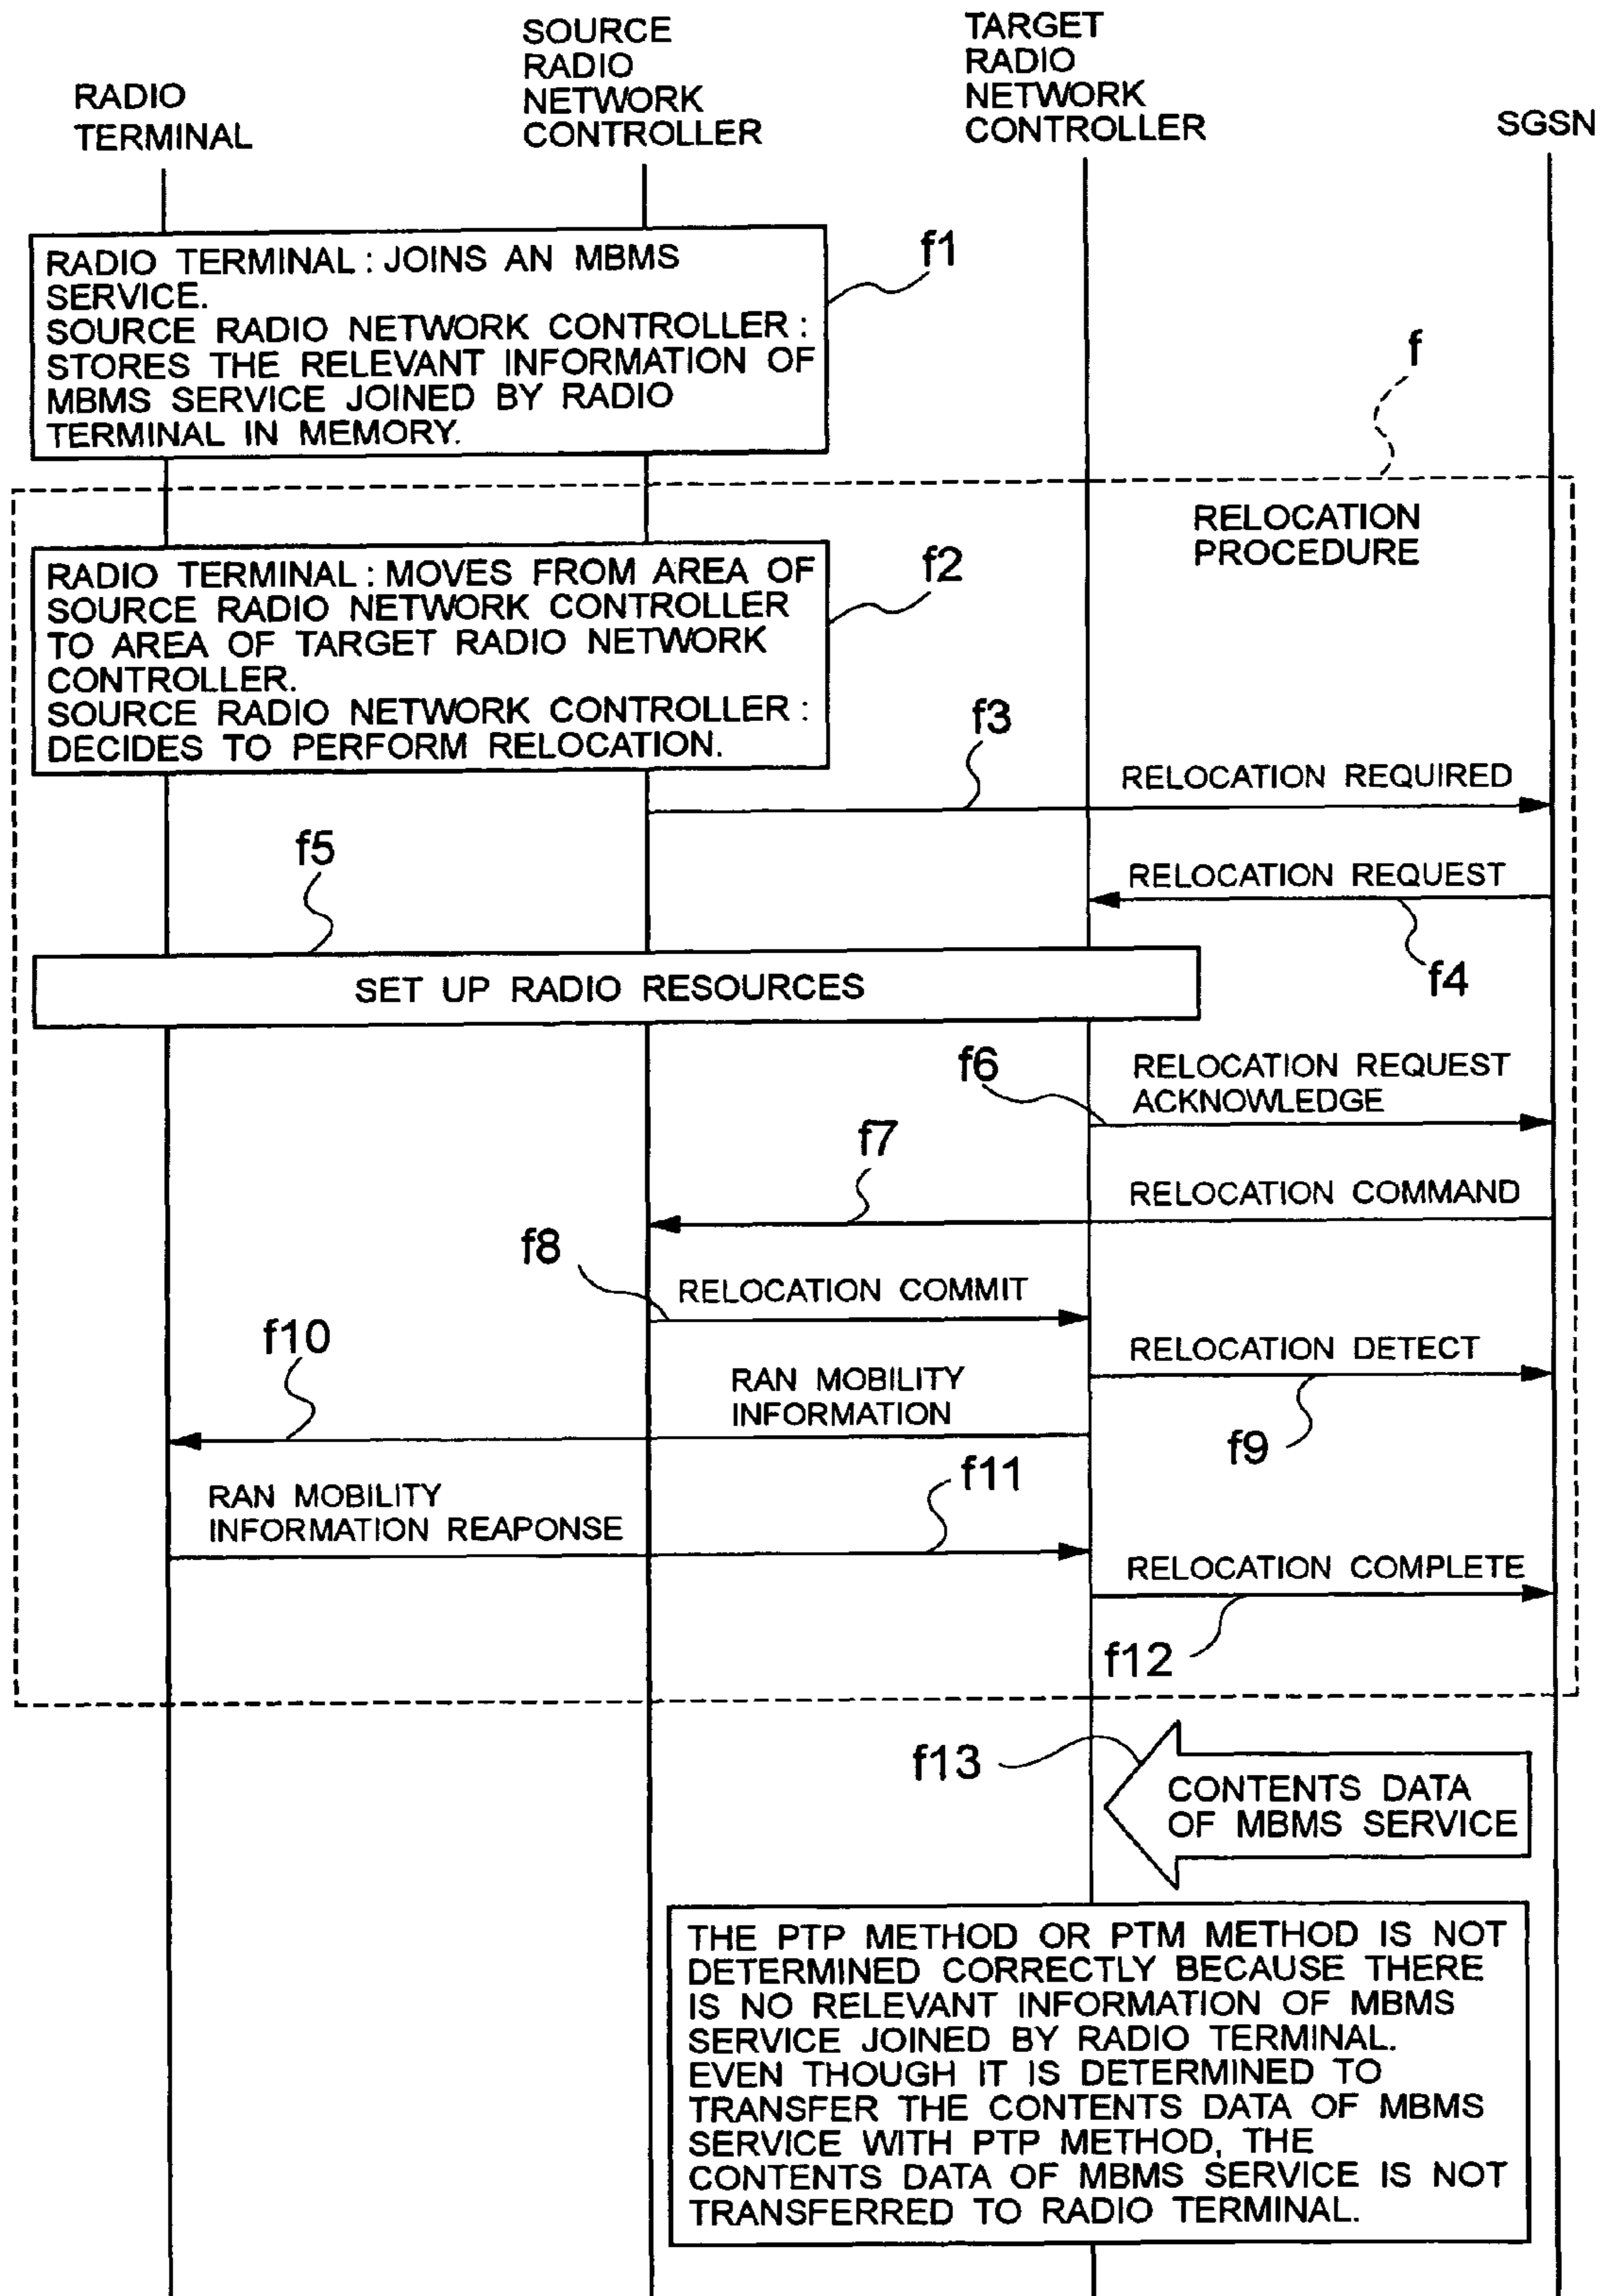 RADIO
TERMINAL
SOURCE
RADIO
NETWORK
CONTROLLER
TARGET
RADIO
NETWORK
CONTROLLER
SGSN
RADIO TERMINAL : JOINS AN MBMS
SERVICE.
SOURCE RADIO NETWORK CONTROLLER :
STORES THE RELEVANT INFORMATION OF
MBMS SERVICE JOINED BY RADIO
TERMINAL IN MEMORY.
f1
f
RELOCATION
PROCEDURE
RADIO TERMINAL : MOVES FROM AREA OF
SOURCE RADIO NETWORK CONTROLLER
TO AREA OF TARGET RADIO NETWORK
CONTROLLER.
SOURCE RADIO NETWORK CONTROLLER :
DECIDES TO PERFORM RELOCATION.
f2
f3
RELOCATION REQUIRED
RELOCATION REQUEST
f4
f5
SET UP RADIO RESOURCES
f6
RELOCATION REQUEST
ACKNOWLEDGE
f7
RELOCATION COMMAND
f8
RELOCATION COMMIT
RELOCATION DETECT
f9
f10
RAN MOBILITY
INFORMATION
f11
RAN MOBILITY
INFORMATION REAPONSE
RELOCATION COMPLETE
f12
f13
CONTENTS DATA
OF MBMS SERVICE
THE PTP METHOD OR PTM METHOD IS NOT
DETERMINED CORRECTLY BECAUSE THERE
IS NO RELEVANT INFORMATION OF MBMS
SERVICE JOINED BY RADIO TERMINAL.
EVEN THOUGH IT IS DETERMINED TO
TRANSFER THE CONTENTS DATA OF MBMS
SERVICE WITH PTP METHOD, THE
CONTENTS DATA OF MBMS SERVICE IS NOT
TRANSFERRED TO RADIO TERMINAL.